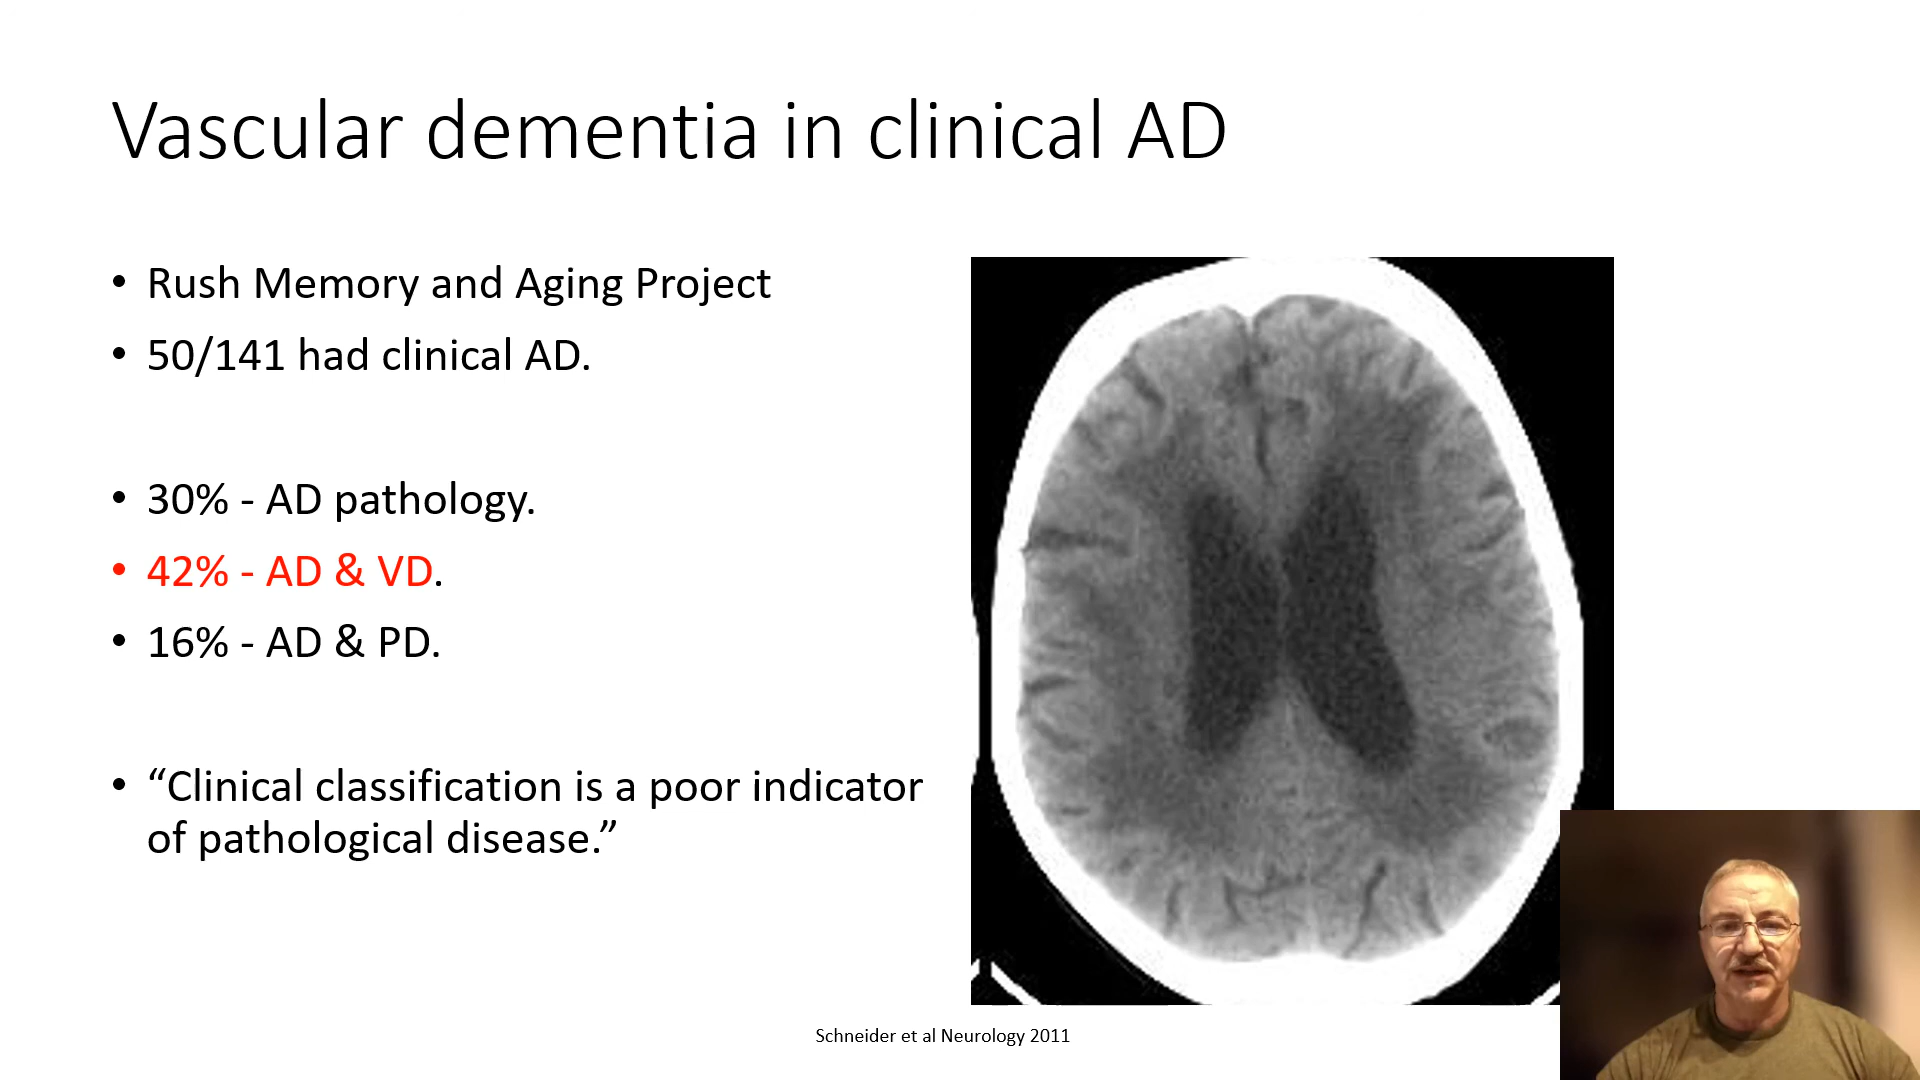 Vascular dementia in clinical AD
• Rush Memory and Aging Project
• 50/141 had clinical AD.
• 30% - AD pathology.
• 42% - AD & VD.
• 16% - AD & PD.
• “Clinical classification is a poor indicator
of pathological disease.”
Schneider et al Neurology 2011